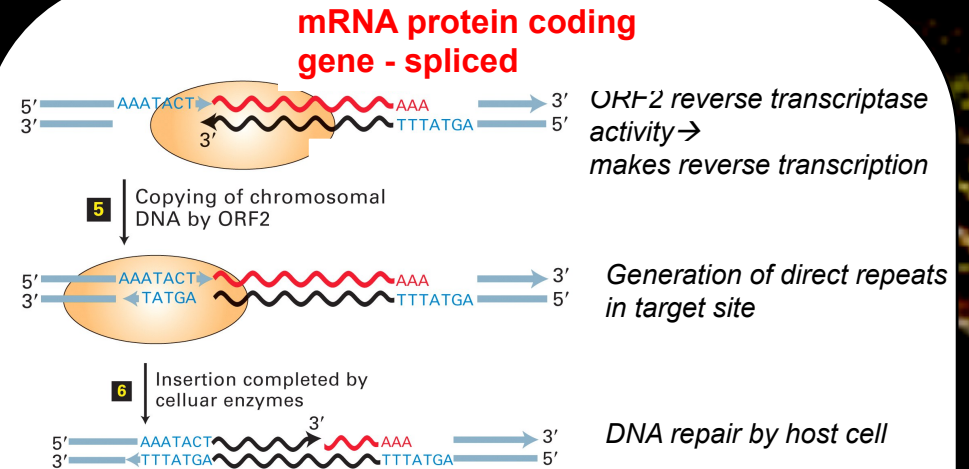 mRNA protein coding
gene - spliced
5′ AAATACT AAA 3′
3′ 3′ TTTATGA 5′
ORF2 reverse transcriptase
activity→
makes reverse transcription
5 Copying of chromosomal
DNA by ORF2
5′ AAATACT AAA 3′
3′ TATGA TTTATGA 5′
Generation of direct repeats
in target site
6 Insertion completed by
celluar enzymes
3′
5′ AAATACT AAA 3′
3′ TTTATGA TTTATGA 5′
DNA repair by host cell